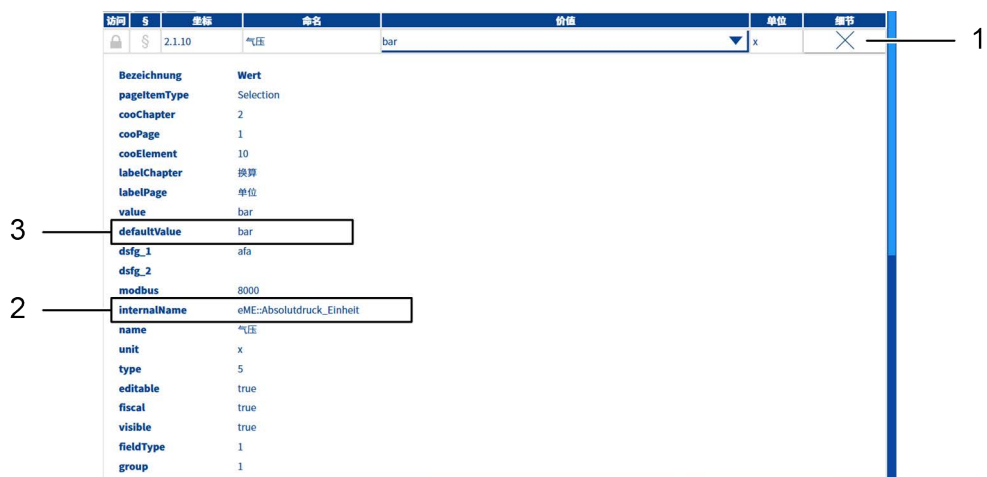 访问 § 坐标 命名 价值 单位 细节
§ 2.1.10 气压 bar x 1
Bezeichnung Wert
pageItemType Selection
cooChapter 2
cooPage 1
cooElement 10
labelChapter 换算
labelPage 单位
value bar
3 defaultValue bar
dsfg_1 afa
dsfg_2
modbus 8000
2 internalName eME::Absolutdruck_Einheit
name 气压
unit x
type 5
editable true
fiscal true
visible true
fieldType 1
group 1